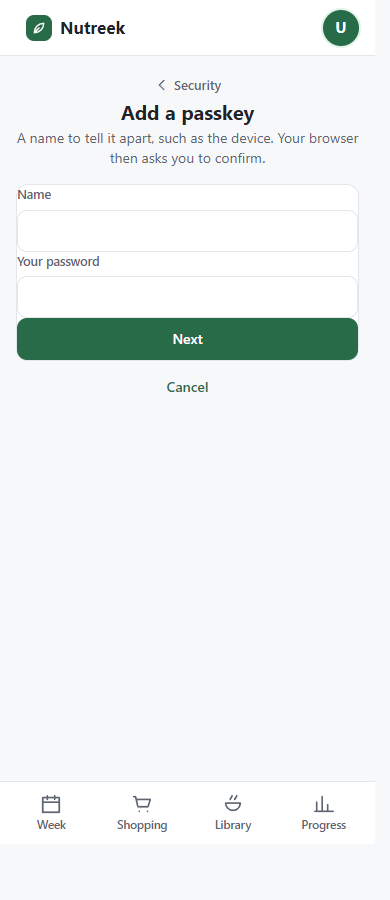 Nutreek
U
Security
Add a passkey
A name to tell it apart, such as the device. Your browser
then asks you to confirm.
Name
Your password
Next
Cancel
Week
Shopping
Library
Progress